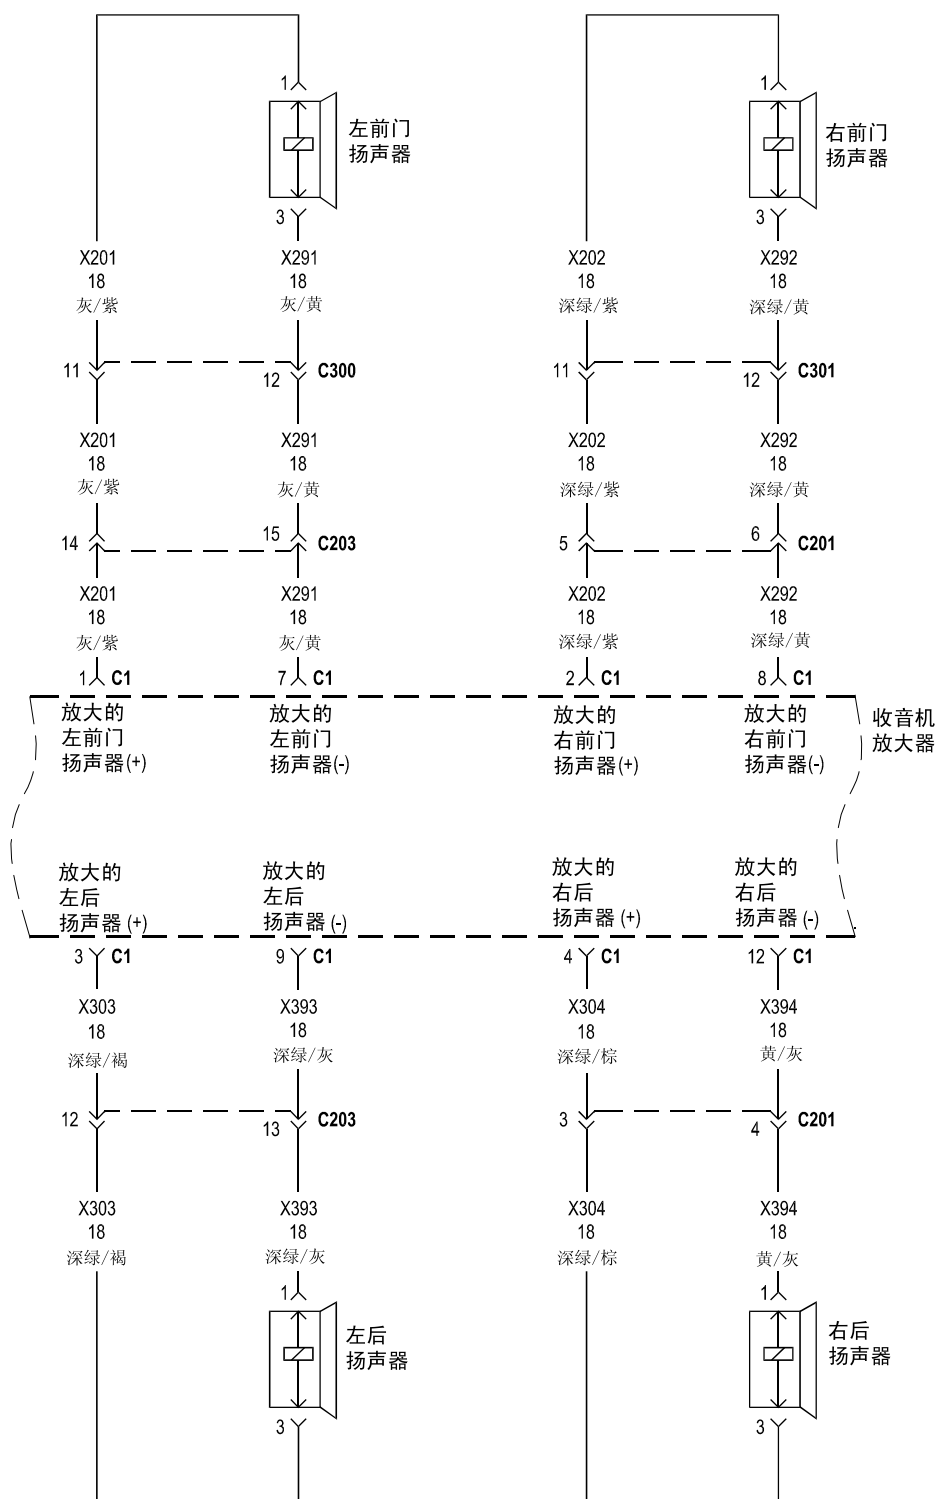 1
1
左前门
扬声器
右前门
扬声器
3
3
X201
18
灰/紫
X291
18
灰/黄
X202
18
深绿/紫
X292
18
深绿/黄
11
12
C300
11
12
C301
X201
18
灰/紫
X291
18
灰/黄
X202
18
深绿/紫
X292
18
深绿/黄
14
15
C203
5
6
C201
X201
18
灰/紫
X291
18
灰/黄
X202
18
深绿/紫
X292
18
深绿/黄
1 C1
7 C1
2 C1
8 C1
放大的
左前门
扬声器(+)
放大的
左前门
扬声器(-)
放大的
右前门
扬声器(+)
放大的
右前门
扬声器(-)
收音机
放大器
放大的
左后
扬声器(+)
放大的
左后
扬声器(-)
放大的
右后
扬声器(+)
放大的
右后
扬声器(-)
3 C1
9 C1
4 C1
12 C1
X303
18
深绿/褐
X393
18
深绿/灰
X304
18
深绿/棕
X394
18
黄/灰
12
13
C203
3
4
C201
X303
18
深绿/褐
X393
18
深绿/灰
X304
18
深绿/棕
X394
18
黄/灰
1
1
左后
扬声器
右后
扬声器
3
3